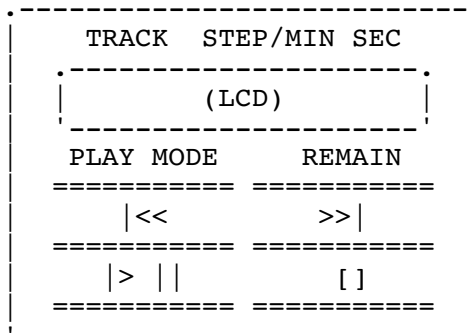 TRACK STEP/MIN SEC
(LCD)
PLAY MODE REMAIN
|<< >>|
|> || []